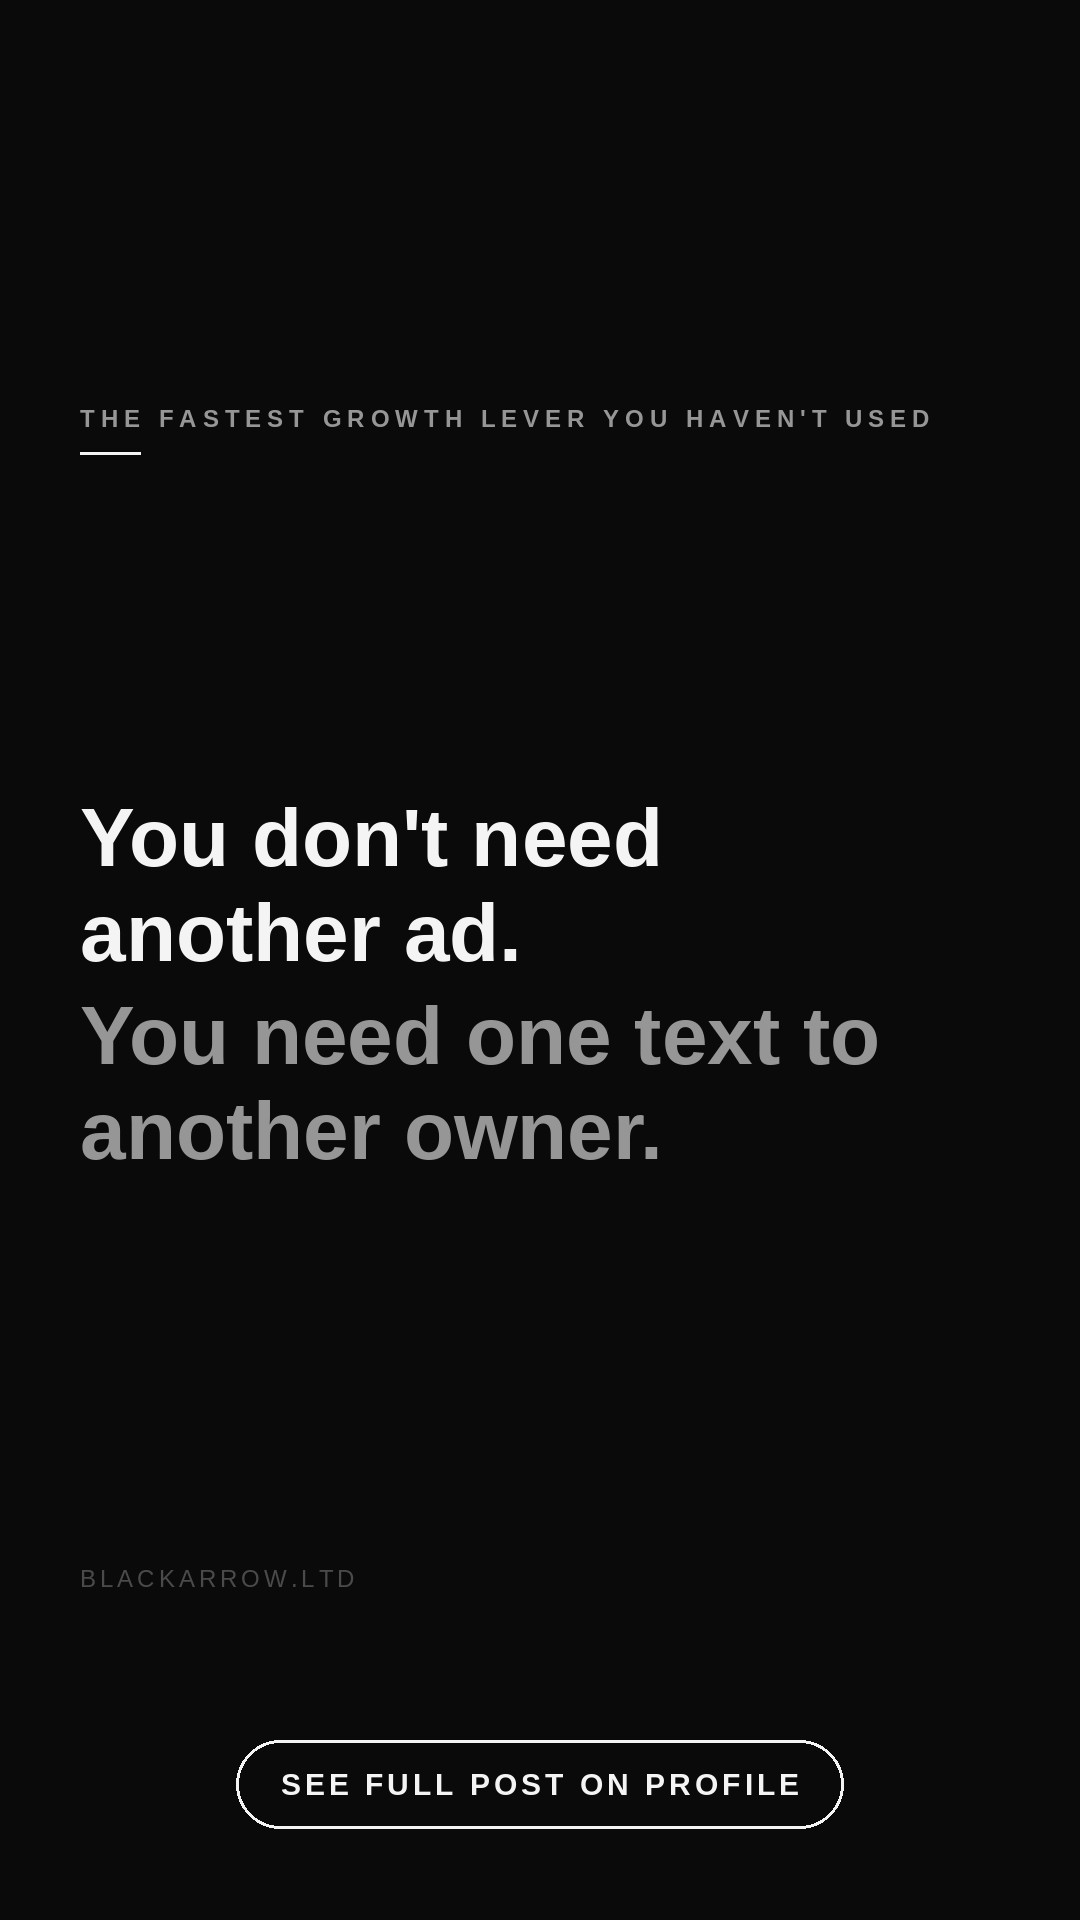 THE FASTEST GROWTH LEVER YOU HAVEN'T USED
You don't need
another ad.
You need one text to
another owner.
BLACKARROW.LTD
SEE FULL POST ON PROFILE